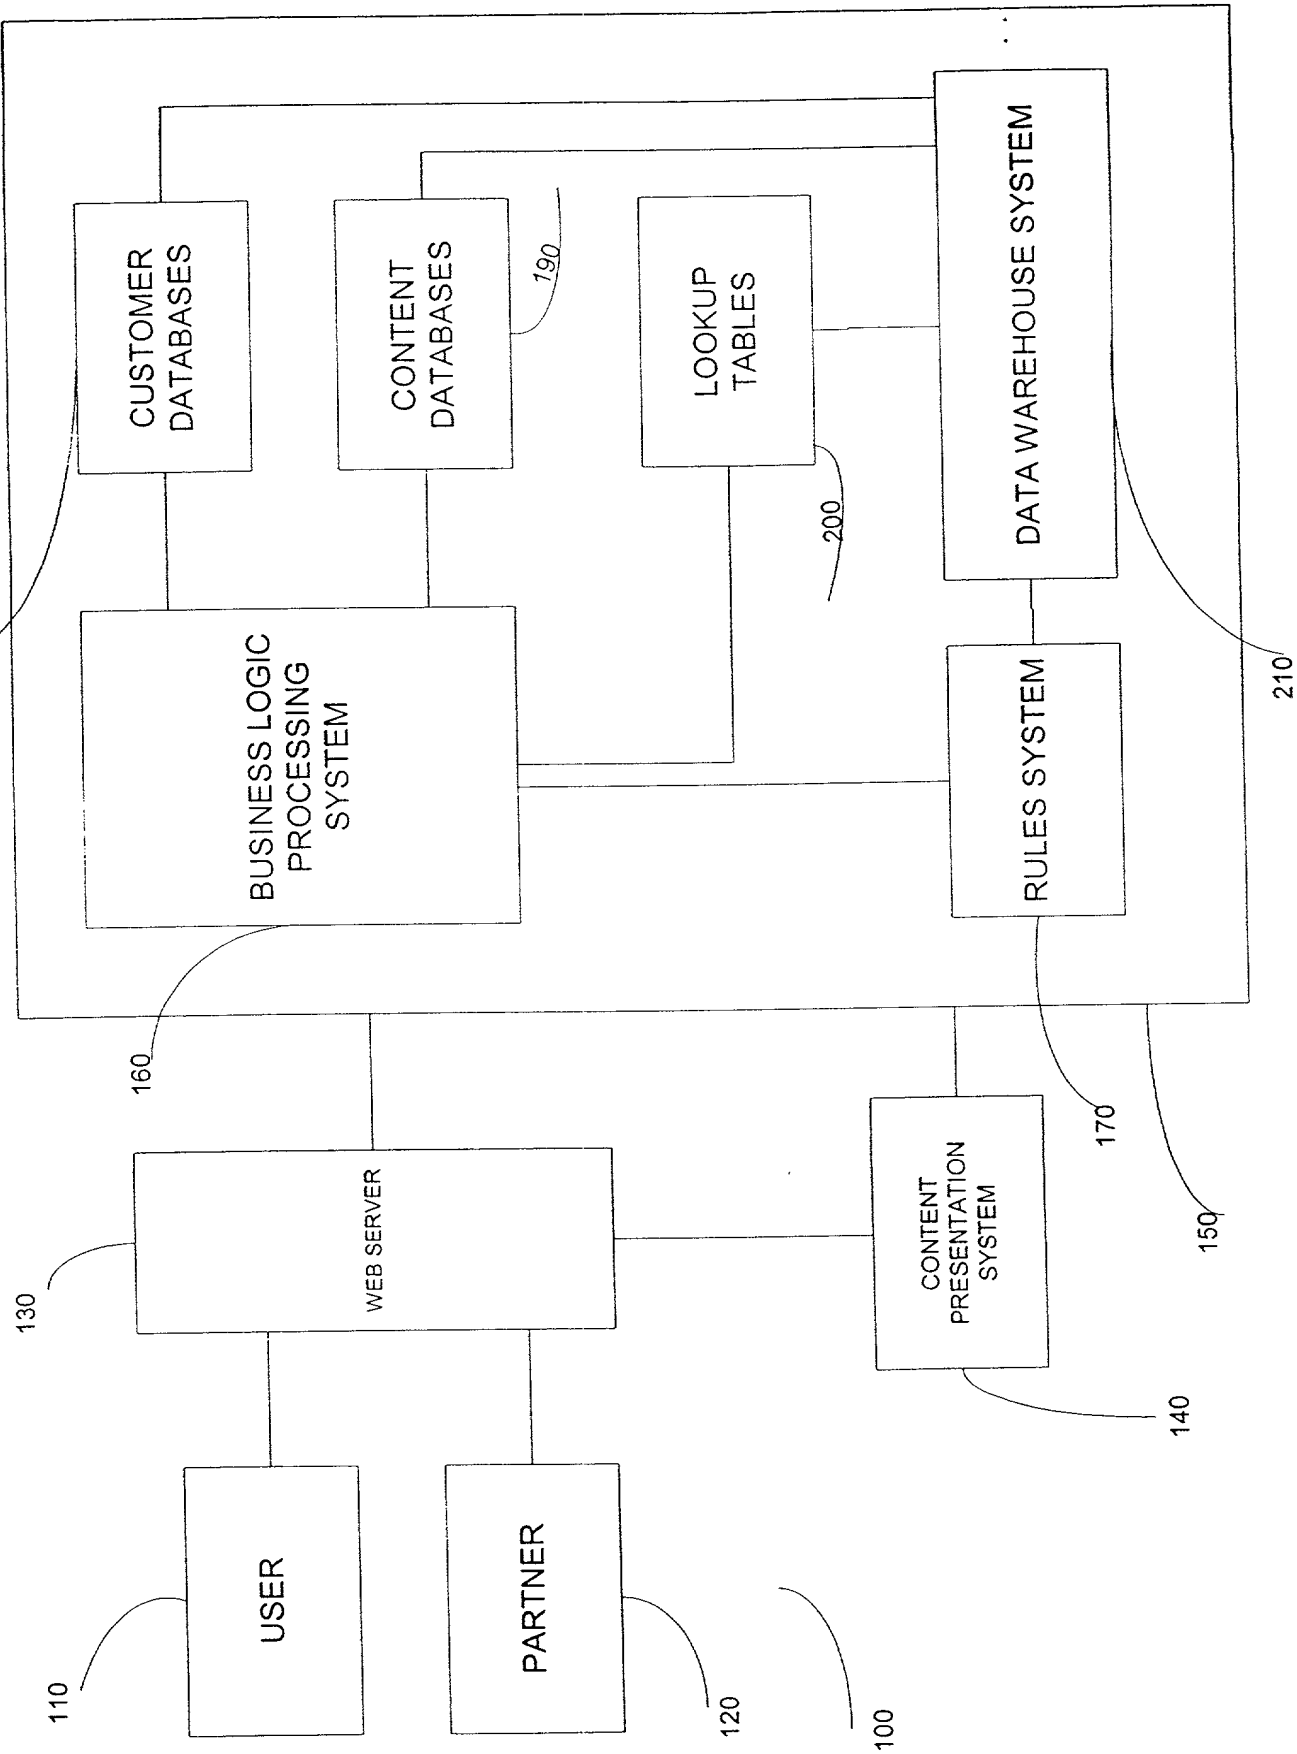 CUSTOMER
DATABASES
CONTENT
DATABASES
190
LOOKUP
TABLES
200
DATA WAREHOUSE SYSTEM
210
BUSINESS LOGIC
PROCESSING
SYSTEM
160
RULES SYSTEM
170
150
WEB SERVER
130
CONTENT
PRESENTATION
SYSTEM
140
USER
110
PARTNER
120
100